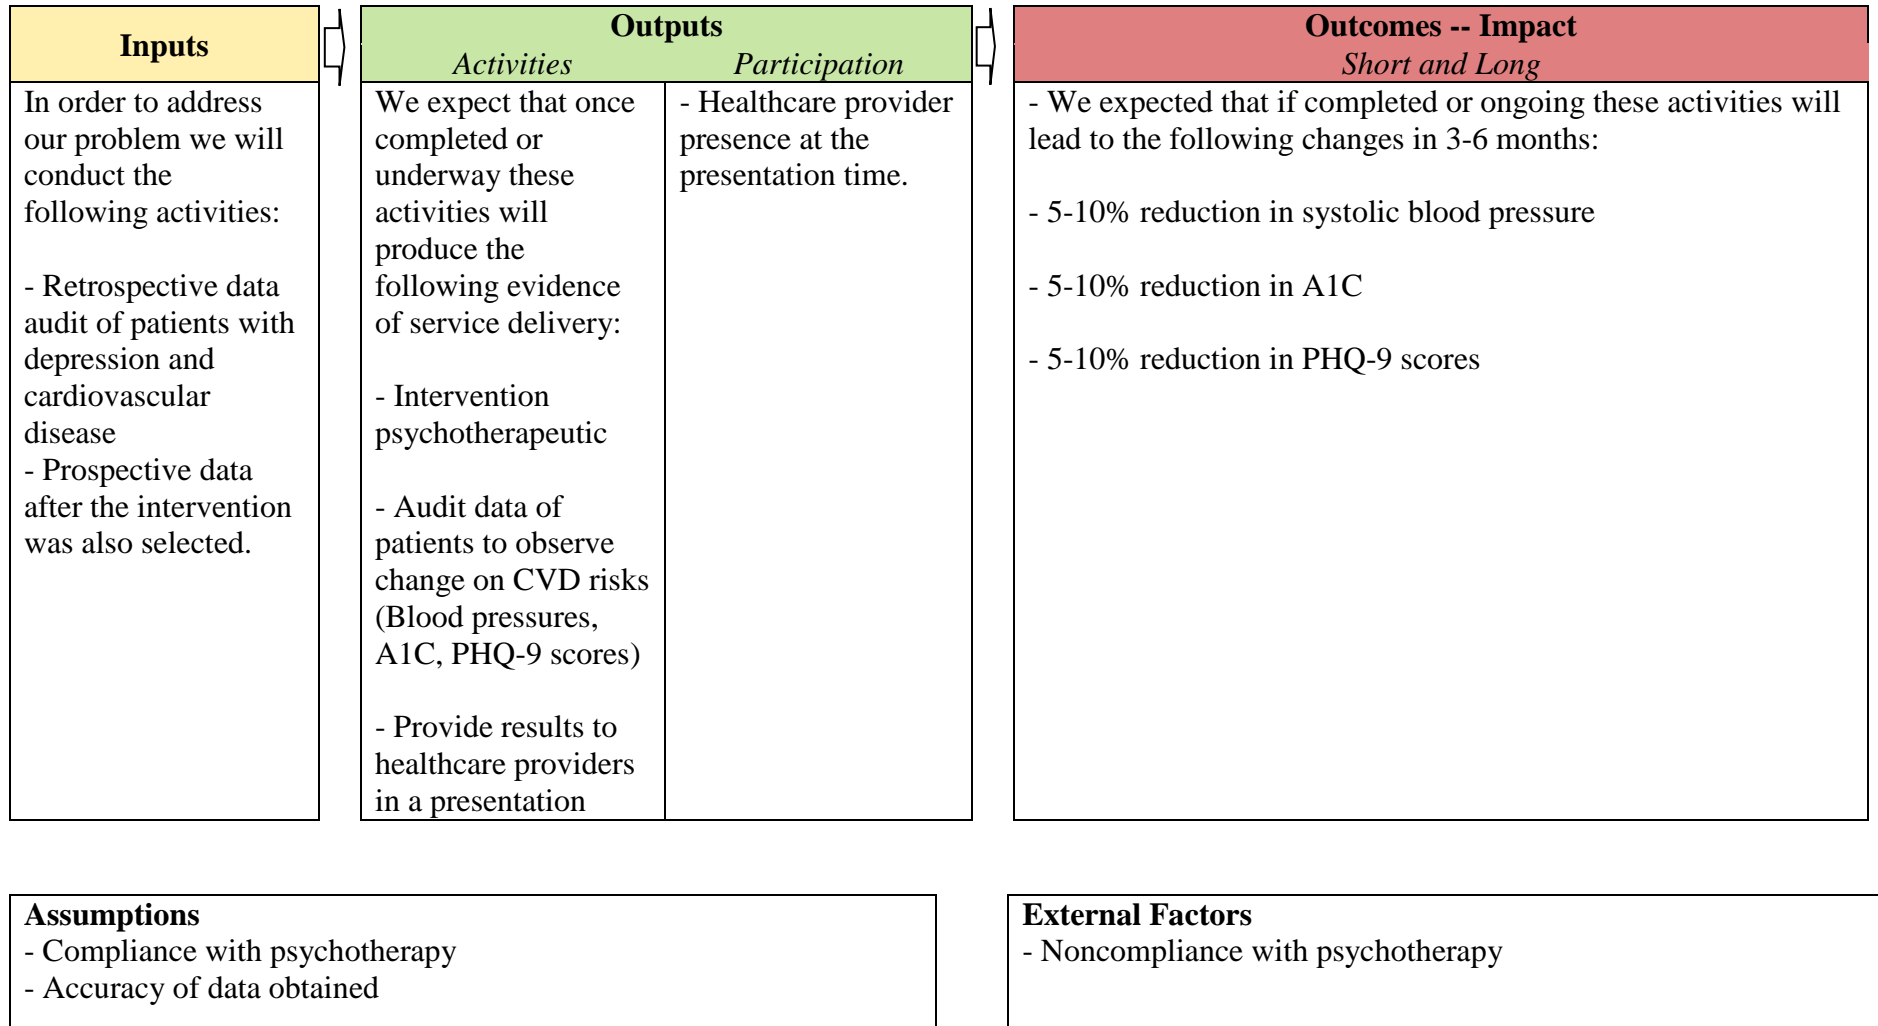 Inputs
In order to address
our problem we will
conduct the
following activities:
- Retrospective data
audit of patients with
depression and
cardiovascular
disease
- Prospective data
after the intervention
was also selected.
Outputs
Activities
We expect that once
completed or
underway these
activities will
produce the
following evidence
of service delivery:
- Intervention
psychotherapeutic
- Audit data of
patients to observe
change on CVD risks
(Blood pressures,
A1C, PHQ-9 scores)
- Provide results to
healthcare providers
in a presentation
Participation
- Healthcare provider
presence at the
presentation time.
Outcomes -- Impact
Short and Long
- We expected that if completed or ongoing these activities will
lead to the following changes in 3-6 months:
- 5-10% reduction in systolic blood pressure
- 5-10% reduction in A1C
- 5-10% reduction in PHQ-9 scores
Assumptions
- Compliance with psychotherapy
- Accuracy of data obtained
External Factors
- Noncompliance with psychotherapy